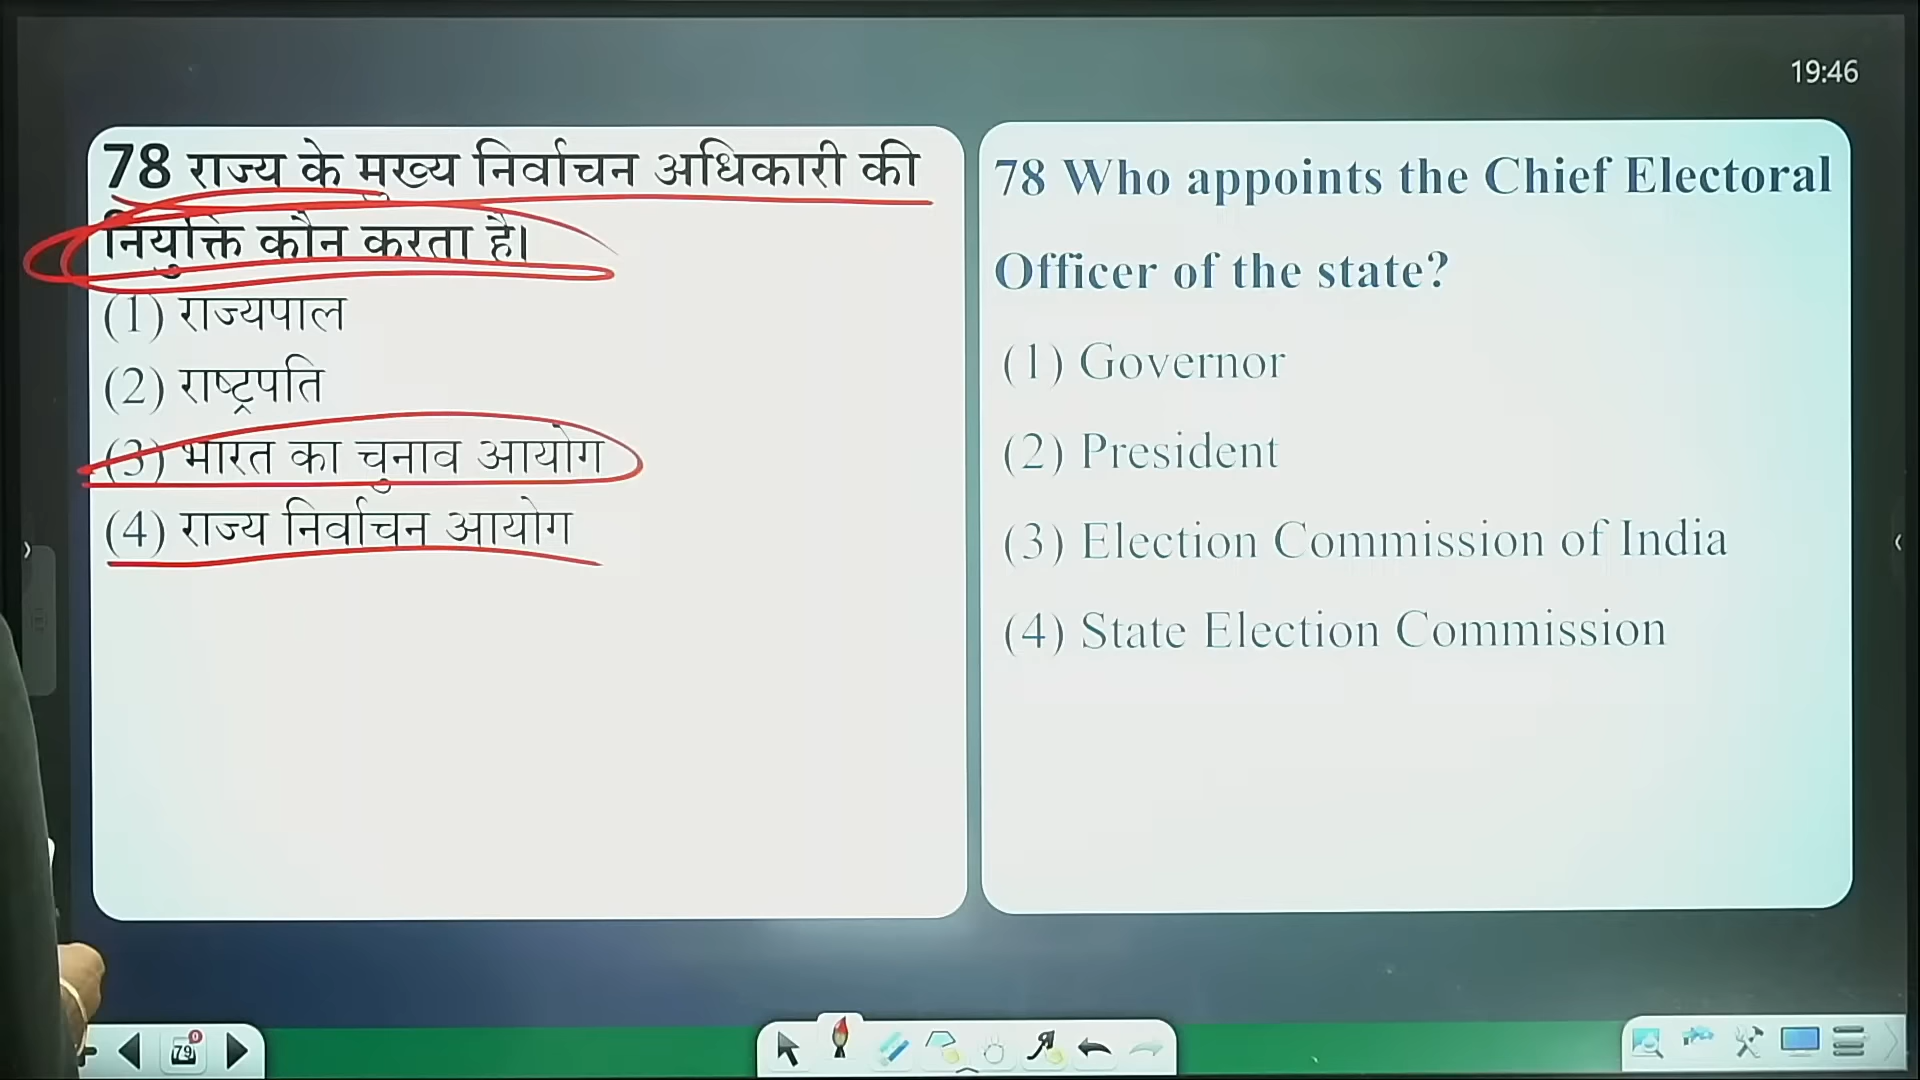 19:46
78 राज्य के मुख्य निर्वाचन अधिकारी की
नियुक्ति कौन करता है।
(1) राज्यपाल
(2) राष्ट्रपति
(3) भारत का चुनाव आयोग
(4) राज्य निर्वाचन आयोग
78 Who appoints the Chief Electoral
Officer of the state?
(1) Governor
(2) President
(3) Election Commission of India
(4) State Election Commission
79
0